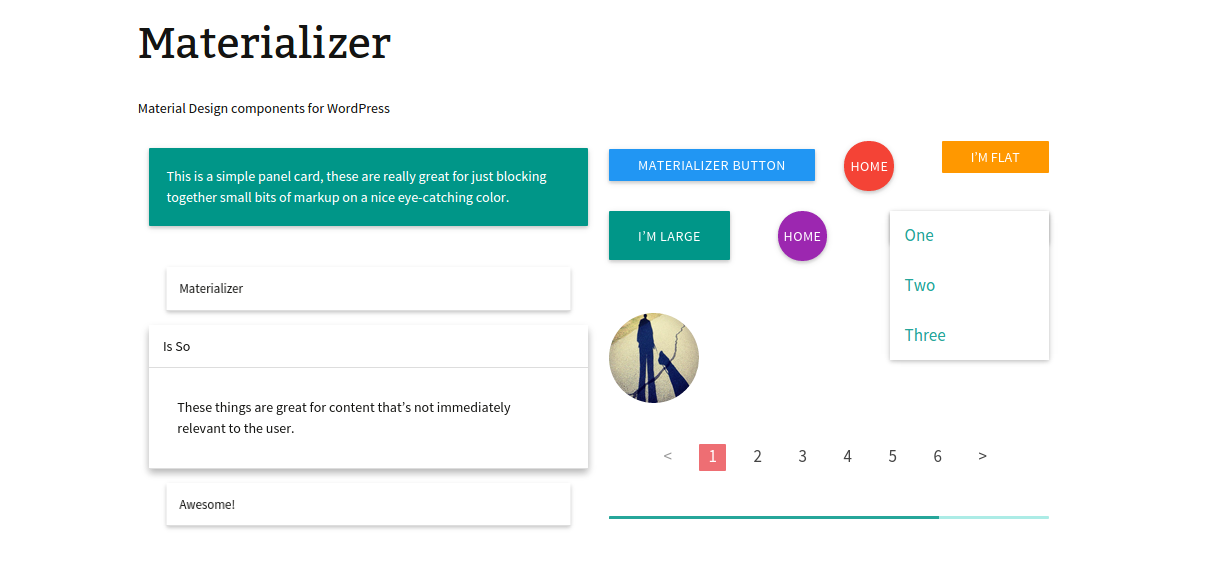 Materializer
Material Design components for WordPress
This is a simple panel card, these are really great for just blocking
together small bits of markup on a nice eye-catching color.
Materializer
Is So
These things are great for content that's not immediately
relevant to the user.
Awesome!
MATERIALIZER BUTTON
HOME
I'M FLAT
I'M LARGE
HOME
One
Two
Three
< 1 2 3 4 5 6 >